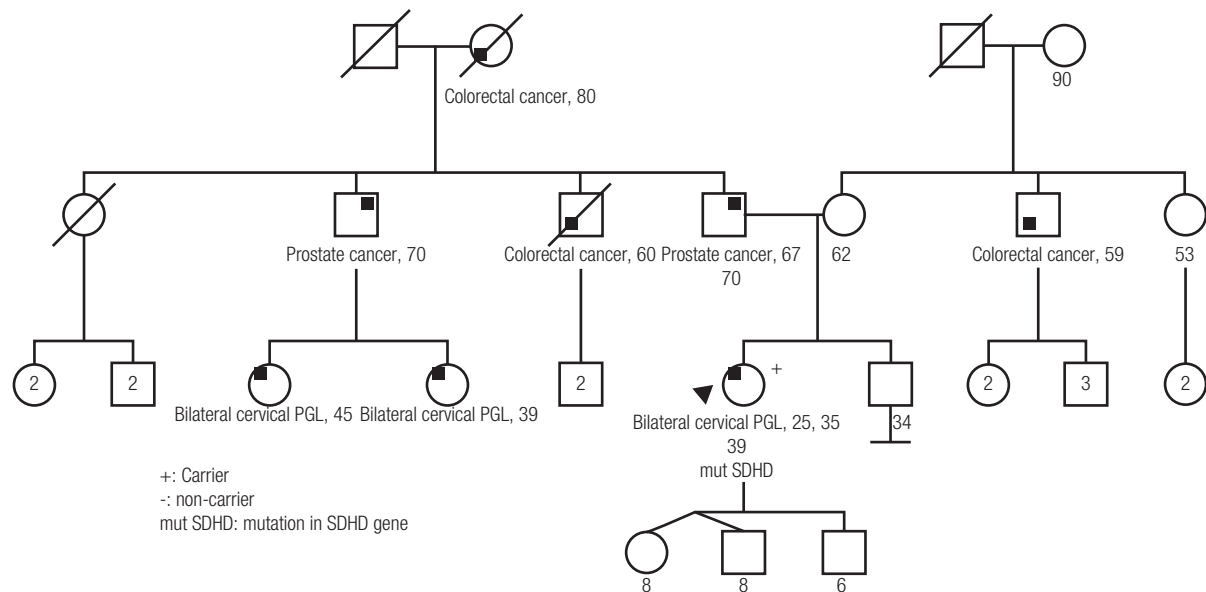 Colorectal cancer, 80
90
Prostate cancer, 70
Colorectal cancer, 60
Prostate cancer, 67
70
62
Colorectal cancer, 59
53
2
2
Bilateral cervical PGL, 45
Bilateral cervical PGL, 39
2
+
Bilateral cervical PGL, 25, 35
39
mut SDHD
34
2
3
2
+: Carrier
-: non-carrier
mut SDHD: mutation in SDHD gene
8
8
6